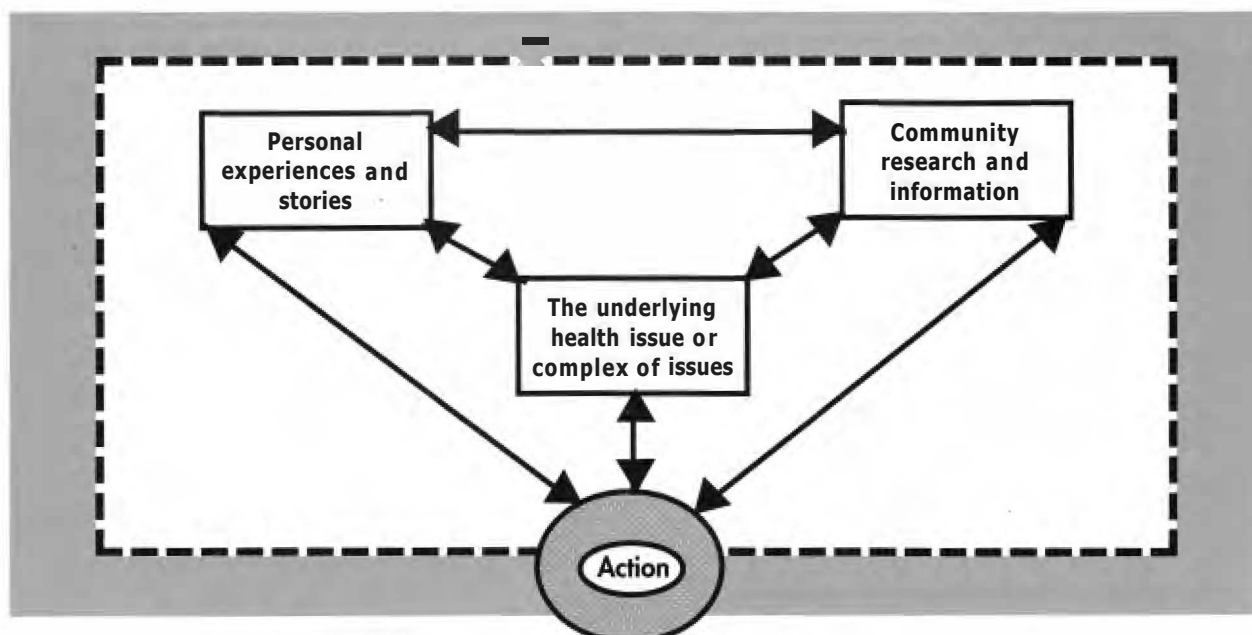 Personal
experiences and
stories
Community
research and
information
The underlying
health issue or
complex of issues
Action